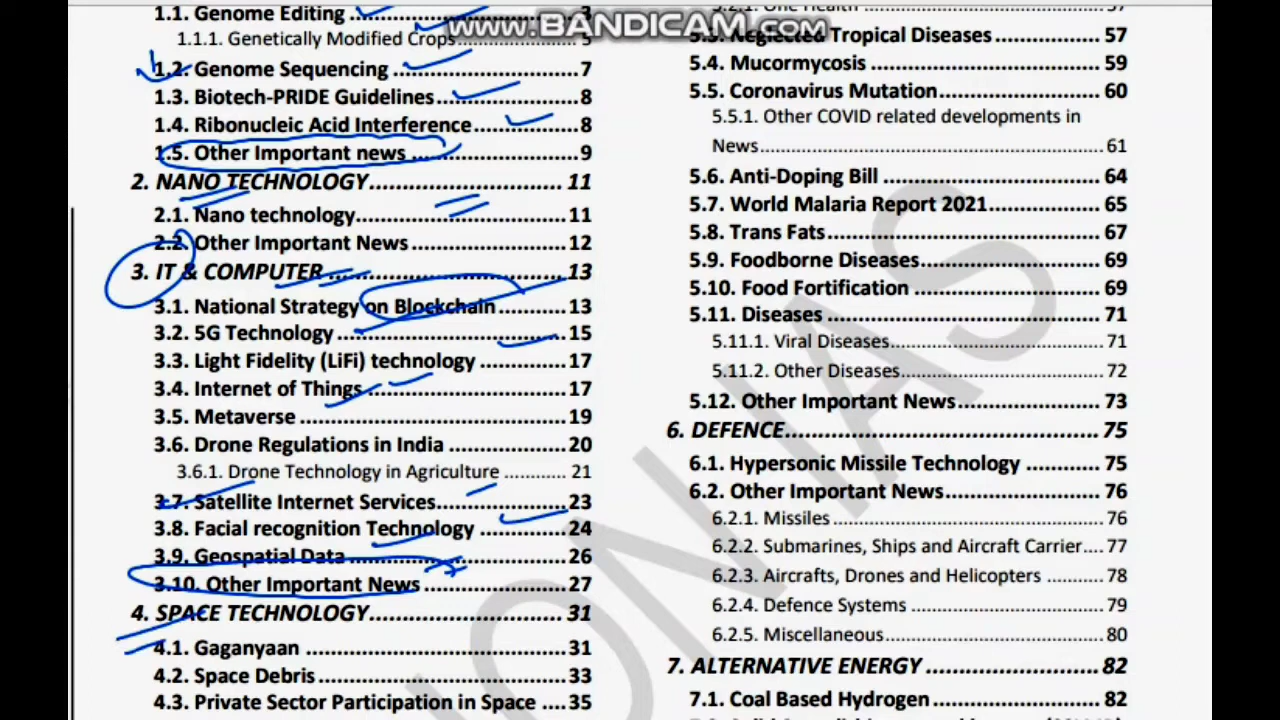 1.1. Genome Editing 3
www.BANDICAM.com
1.1.1. Genetically Modified Crops 5
1.2. Genome Sequencing 7
1.3. Biotech-PRIDE Guidelines 8
1.4. Ribonucleic Acid Interference 8
1.5. Other Important news 9
2. NANO TECHNOLOGY 11
2.1. Nano technology 11
2.2. Other Important News 12
3. IT & COMPUTER 13
3.1. National Strategy on Blockchain 13
3.2. 5G Technology 15
3.3. Light Fidelity (LiFi) technology 17
3.4. Internet of Things 17
3.5. Metaverse 19
3.6. Drone Regulations in India 20
3.6.1. Drone Technology in Agriculture 21
3.7. Satellite Internet Services 23
3.8. Facial recognition Technology 24
3.9. Geospatial Data 26
3.10. Other Important News 27
4. SPACE TECHNOLOGY 31
4.1. Gaganyaan 31
4.2. Space Debris 33
4.3. Private Sector Participation in Space 35
5.2.1. One Health 57
5.3. Neglected Tropical Diseases 57
5.4. Mucormycosis 59
5.5. Coronavirus Mutation 60
5.5.1. Other COVID related developments in
News 61
5.6. Anti-Doping Bill 64
5.7. World Malaria Report 2021 65
5.8. Trans Fats 67
5.9. Foodborne Diseases 69
5.10. Food Fortification 69
5.11. Diseases 71
5.11.1. Viral Diseases 71
5.11.2. Other Diseases 72
5.12. Other Important News 73
6. DEFENCE 75
6.1. Hypersonic Missile Technology 75
6.2. Other Important News 76
6.2.1. Missiles 76
6.2.2. Submarines, Ships and Aircraft Carrier 77
6.2.3. Aircrafts, Drones and Helicopters 78
6.2.4. Defence Systems 79
6.2.5. Miscellaneous 80
7. ALTERNATIVE ENERGY 82
7.1. Coal Based Hydrogen 82
ION IAS